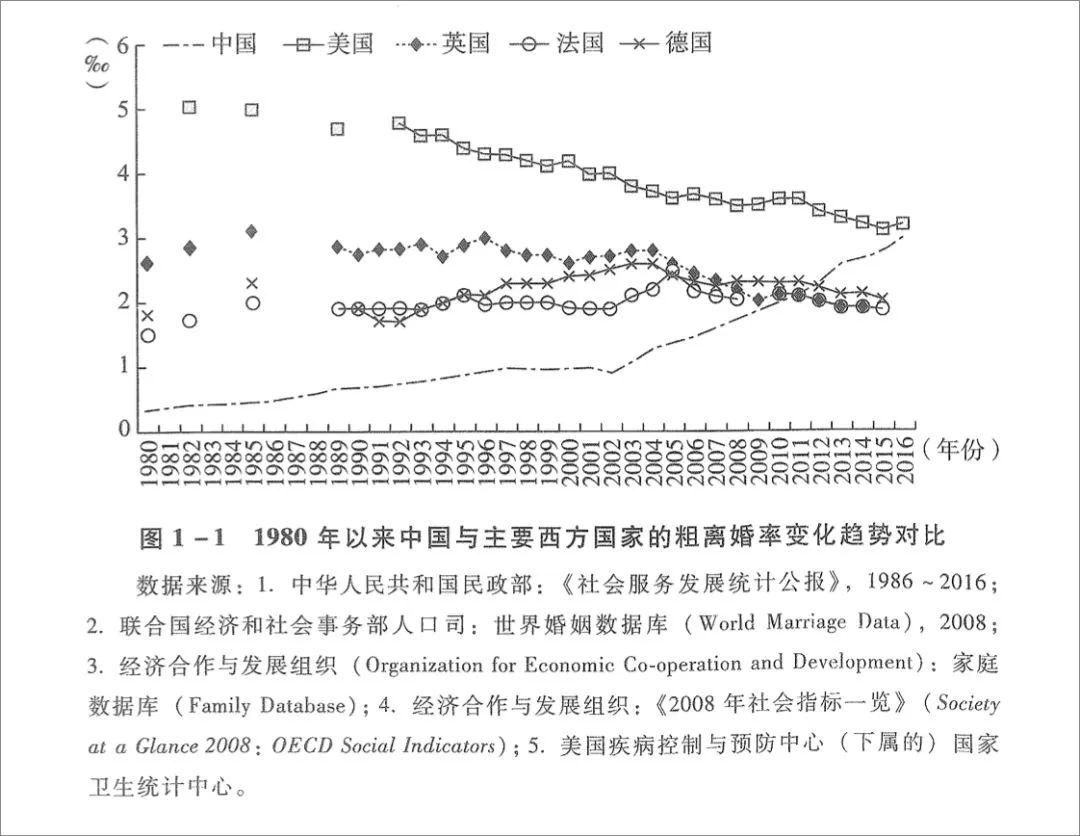 （‰）
中国 美国 英国 法国 德国
6
5
4
3
2
1
0
1980 1981 1982 1983 1984 1985 1986 1987 1988 1989 1990 1991 1992 1993 1994 1995 1996 1997 1998 1999 2000 2001 2002 2003 2004 2005 2006 2007 2008 2009 2010 2011 2012 2013 2014 2015 2016 （年份）
图 1-1 1980 年以来中国与主要西方国家的粗离婚率变化趋势对比
数据来源：1. 中华人民共和国民政部：《社会服务发展统计公报》，1986~2016；
2. 联合国经济和社会事务部人口司：世界婚姻数据库（World Marriage Data），2008；
3. 经济合作与发展组织（Organization for Economic Co-operation and Development）：家庭
数据库（Family Database）；4. 经济合作与发展组织：《2008 年社会指标一览》（Society
at a Glance 2008：OECD Social Indicators）；5. 美国疾病控制与预防中心（下属的）国家
卫生统计中心。